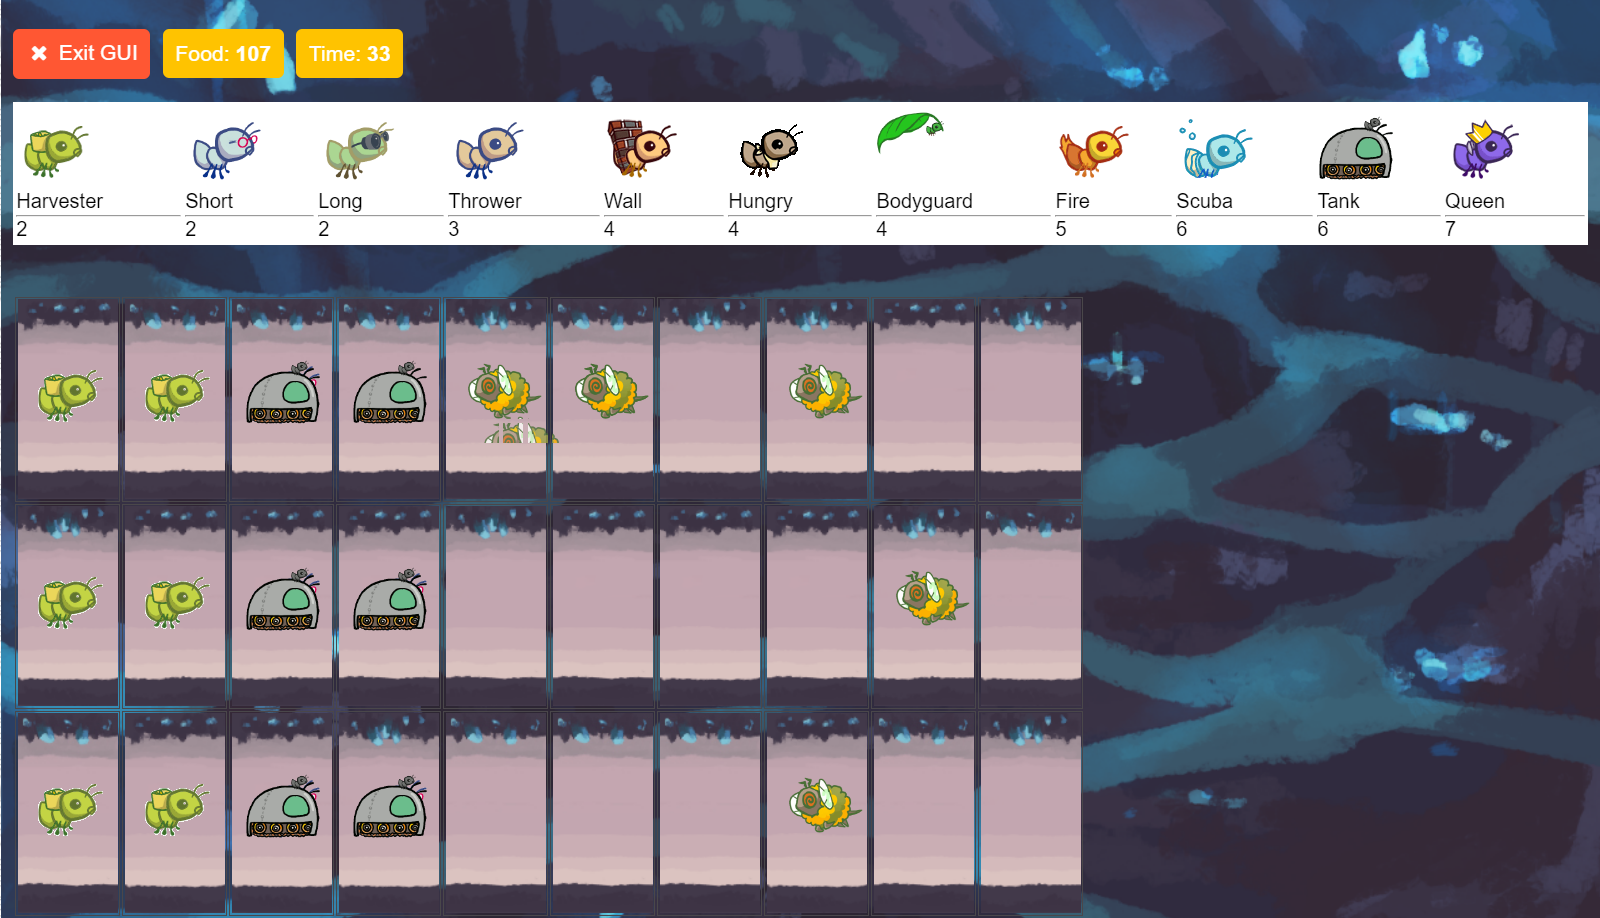 ✖ Exit GUI Food: 107 Time: 33
Harvester Short Long Thrower Wall Hungry Bodyguard Fire Scuba Tank Queen
2 2 2 3 4 4 4 5 6 6 7